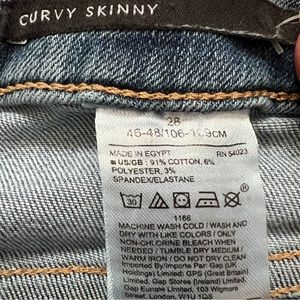 CURVY SKINNY
28
46-48/106-109CM
MADE IN EGYPT RN 54023
US/GB: 91% COTTON, 6%
POLYESTER, 3%
SPANDEX/ELASTANE
30
1166
MACHINE WASH COLD / WASH AND
DRY WITH LIKE COLORS / ONLY
NON-CHLORINE BLEACH WHEN
NEEDED / TUMBLE DRY MEDIUM /
WARM IRON / DO NOT DRY CLEAN
Imported by/Importe par: Gap (UK
Holdings) Limited. GPS (Great
Britain) Limited. Gap Stores (Ireland)
Gap Europe Limited. 103 Wigmore
Street. London. W1U 1QS